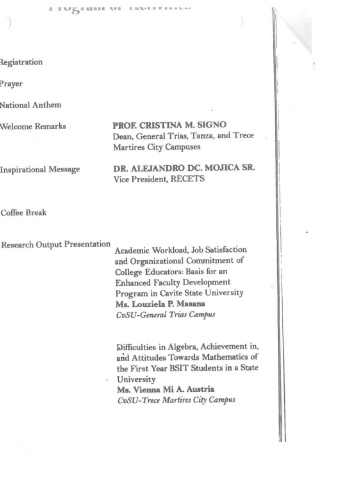 Program of Activities
Registration
Prayer
National Anthem
Welcome Remarks
PROF. CRISTINA M. SIGNO
Dean, General Trias, Tanza, and Trece
Martires City Campuses
Inspirational Message
DR. ALEJANDRO DC. MOJICA SR.
Vice President, RECETS
Coffee Break
Research Output Presentation
Academic Workload, Job Satisfaction
and Organizational Commitment of
College Educators: Basis for an
Enhanced Faculty Development
Program in Cavite State University
Ms. Louziela P. Masana
CvSU-General Trias Campus
Difficulties in Algebra, Achievement in,
and Attitudes Towards Mathematics of
the First Year BSIT Students in a State
University
Ms. Vienna Mi A. Austria
CvSU-Trece Martires City Campus